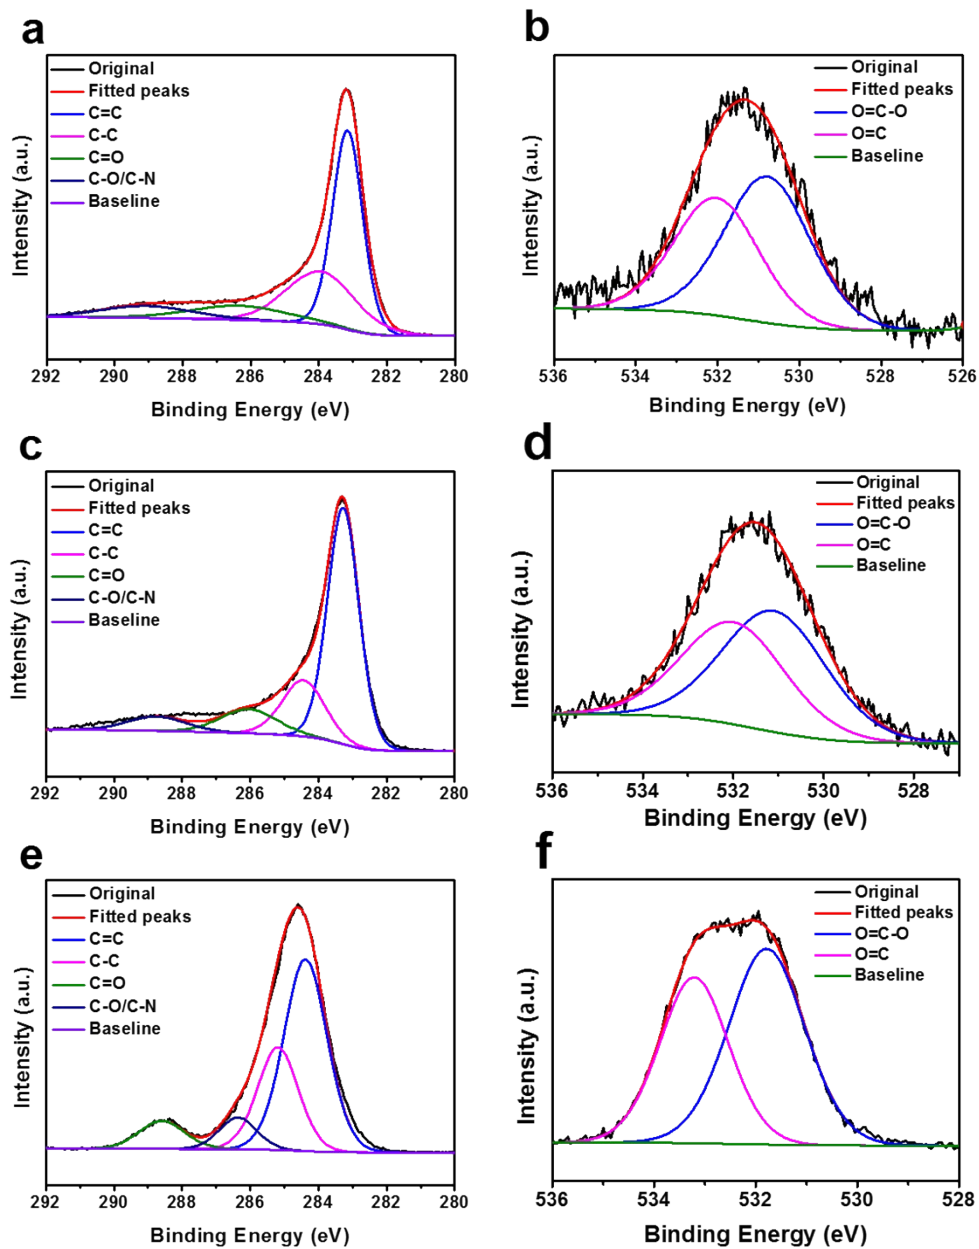 a
Original
Fitted peaks
C=C
C-C
C=O
C-O/C-N
Baseline
Intensity (a.u.)
292 290 288 286 284 282 280
Binding Energy (eV)
b
Original
Fitted peaks
O=C-O
O=C
Baseline
Intensity (a.u.)
536 534 532 530 528 526
Binding Energy (eV)
c
Original
Fitted peaks
C=C
C-C
C=O
C-O/C-N
Baseline
Intensity (a.u.)
292 290 288 286 284 282 280
Binding Energy (eV)
d
Original
Fitted peaks
O=C-O
O=C
Baseline
Intensity (a.u.)
536 534 532 530 528
Binding Energy (eV)
e
Original
Fitted peaks
C=C
C-C
C=O
C-O/C-N
Baseline
Intensity (a.u.)
292 290 288 286 284 282 280
Binding Energy (eV)
f
Original
Fitted peaks
O=C-O
O=C
Baseline
Intensity (a.u.)
536 534 532 530 528
Binding Energy (eV)